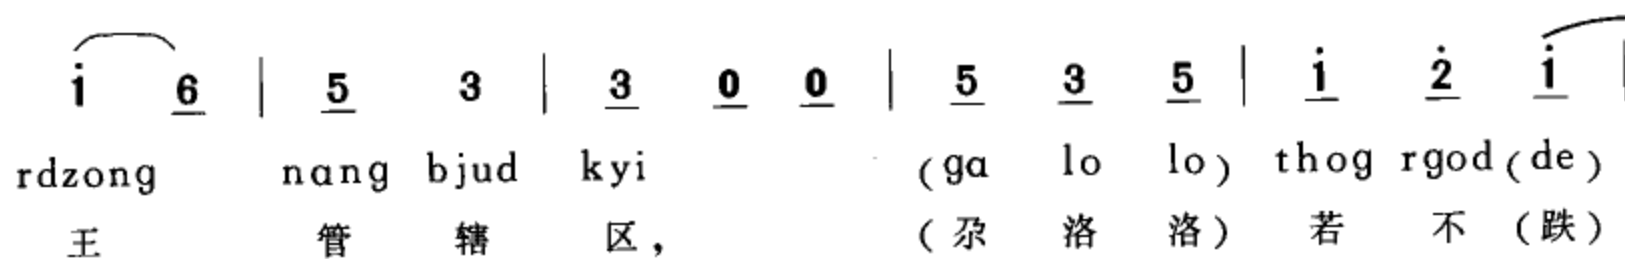 i 6 | 5 3 | 3 0 0 | 5 3 5 | i 2̇ i |
rdzong nang bjud kyi (ga lo lo) thog rgod (de)
王 管 辖 区， (尕 洛 洛) 若 不 (跌)